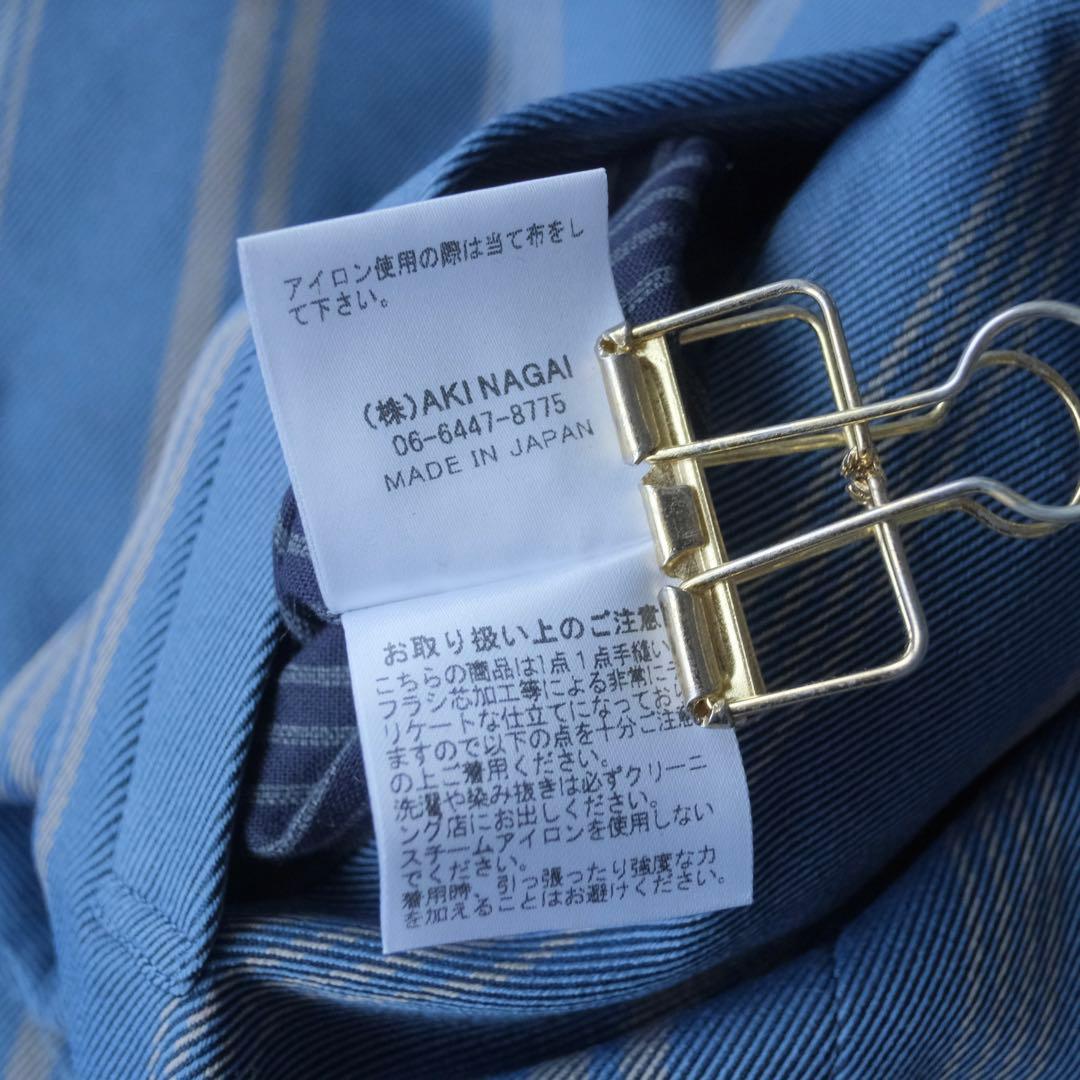 アイロン使用の際は当て布をし
て下さい。
(株)AKI NAGAI
06-6447-8775
MADE IN JAPAN
お取り扱い上のご注意
こちらの商品は1点1点手縫い
フラシ芯加工等による非常に
リケートな仕立てになってお
ますので以下の点を十分ご注意
の上ご着用ください。
洗濯や染み抜きは必ずクリーニ
ング店にお出しください。
スチームアイロンを使用しない
でください。
着用時、引っ張ったり強度な力
を加えることはお避けください。